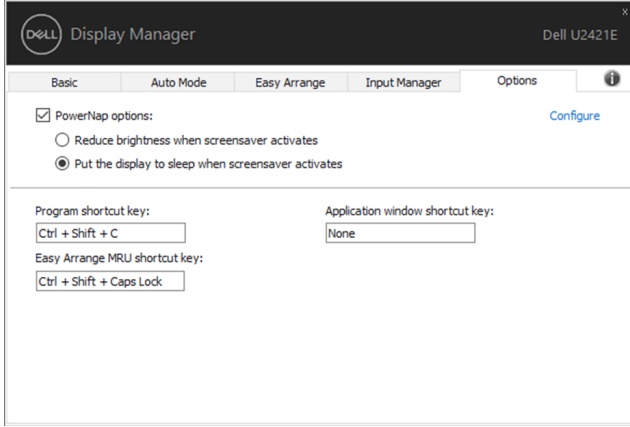 DELL Display Manager
Dell U2421E
x
Basic Auto Mode Easy Arrange Input Manager Options i
PowerNap options:
Configure
Reduce brightness when screensaver activates
Put the display to sleep when screensaver activates
Program shortcut key:
Ctrl + Shift + C
Application window shortcut key:
None
Easy Arrange MRU shortcut key:
Ctrl + Shift + Caps Lock